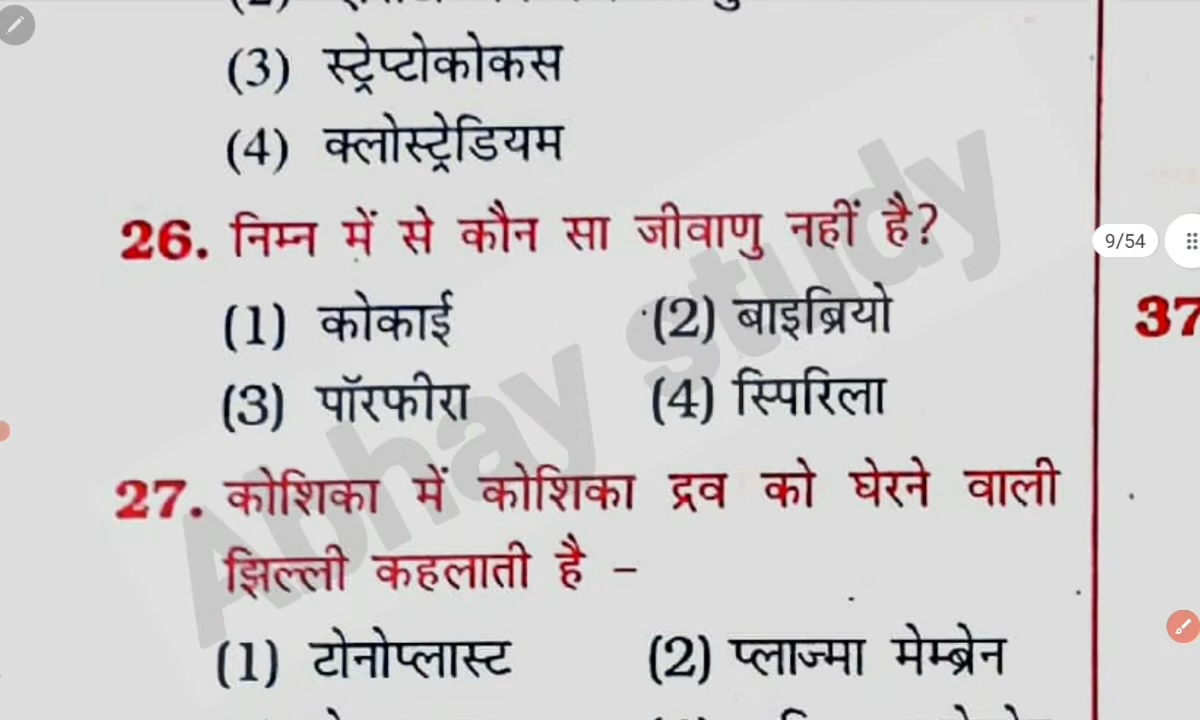 (3) स्ट्रेप्टोकोकस
(4) क्लोस्ट्रेडियम
26. निम्न में से कौन सा जीवाणु नहीं है?
9/54
(1) कोकाई (2) बाइब्रियो
37
(3) पॉरफीरा (4) स्पिरिला
27. कोशिका में कोशिका द्रव को घेरने वाली
झिल्ली कहलाती है –
(1) टोनोप्लास्ट (2) प्लाज्मा मेम्ब्रेन
Abhay study